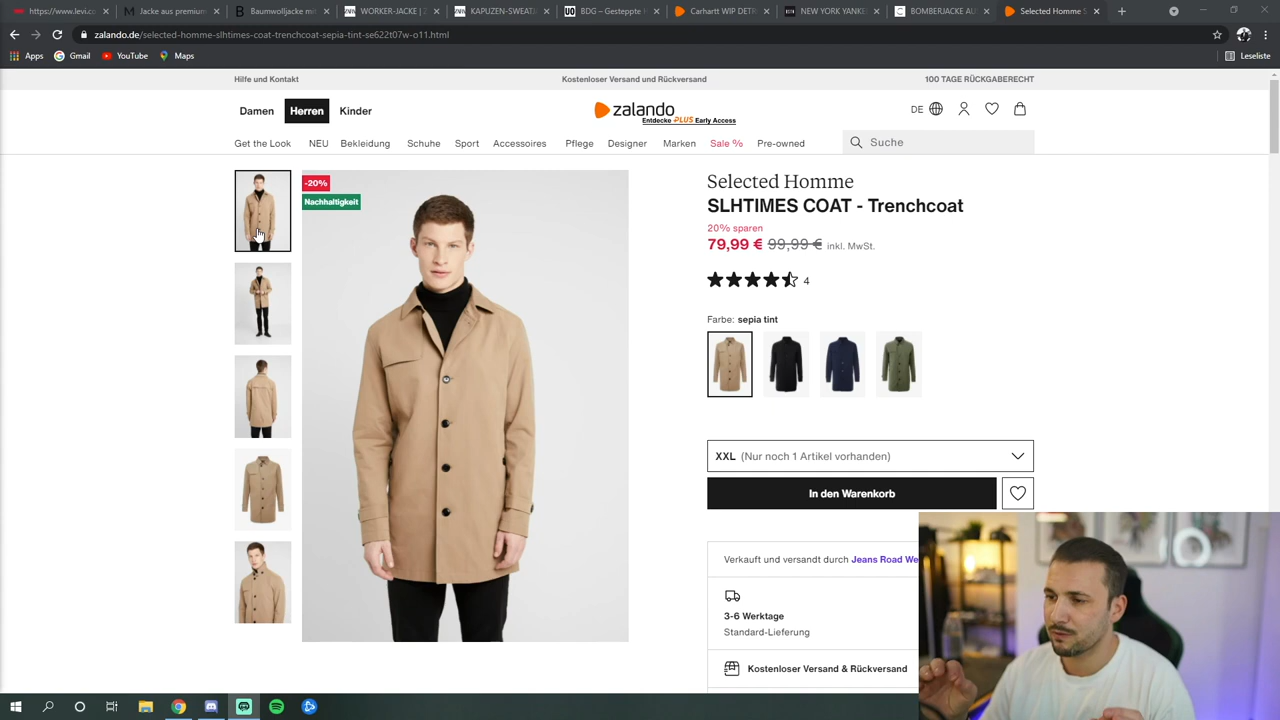 https://www.levi.co
Jacke aus premium
Baumwolljacke mit
WORKER-JACKE | Z
KAPUZEN-SWEATJA
BDG – Gesteppte H
Carhartt WIP DETR
NEW YORK YANKE
BOMBERJACKE AU
Selected Homme S
zalando.de/selected-homme-slhtimes-coat-trenchcoat-sepia-tint-se622t07w-o11.html
Apps
Gmail
YouTube
Maps
Leseliste
Hilfe und Kontakt
Kostenloser Versand und Rückversand
100 TAGE RÜCKGABERECHT
Damen
Herren
Kinder
zalando
Entdecke PLUS Early Access
DE
Get the Look
NEU
Bekleidung
Schuhe
Sport
Accessoires
Pflege
Designer
Marken
Sale %
Pre-owned
Suche
-20%
Nachhaltigkeit
Selected Homme
SLHTIMES COAT - Trenchcoat
20% sparen
79,99 € 99,99 € inkl. MwSt.
4
Farbe: sepia tint
XXL (Nur noch 1 Artikel vorhanden)
In den Warenkorb
Verkauft und versandt durch Jeans Road We
3-6 Werktage
Standard-Lieferung
Kostenloser Versand & Rückversand